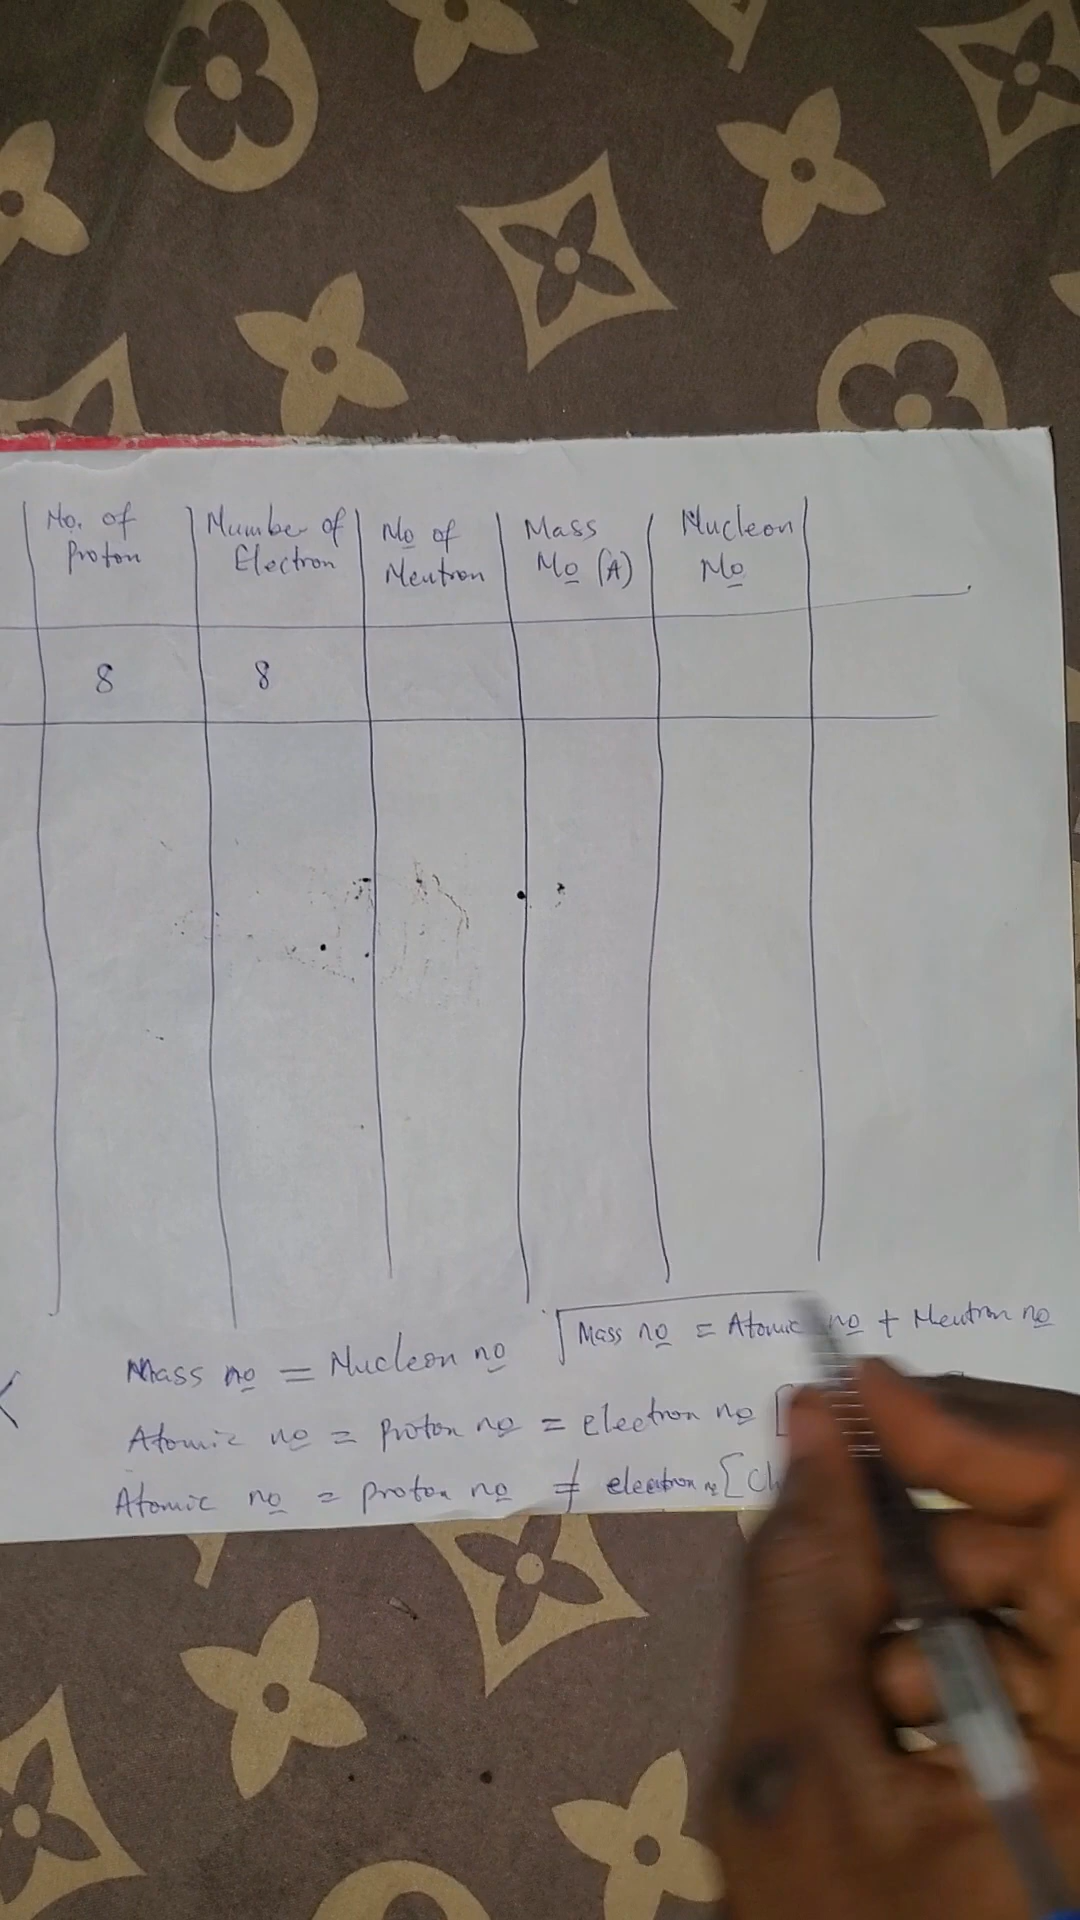 No. of Proton
Number of Electron
No of Neutron
Mass No (A)
Nucleon No
8
8
Mass no = Nucleon no
Mass no = Atomic no + Neutron no
Atomic no = proton no = electron no [
Atomic no = proton no ≠ electron n [Ch